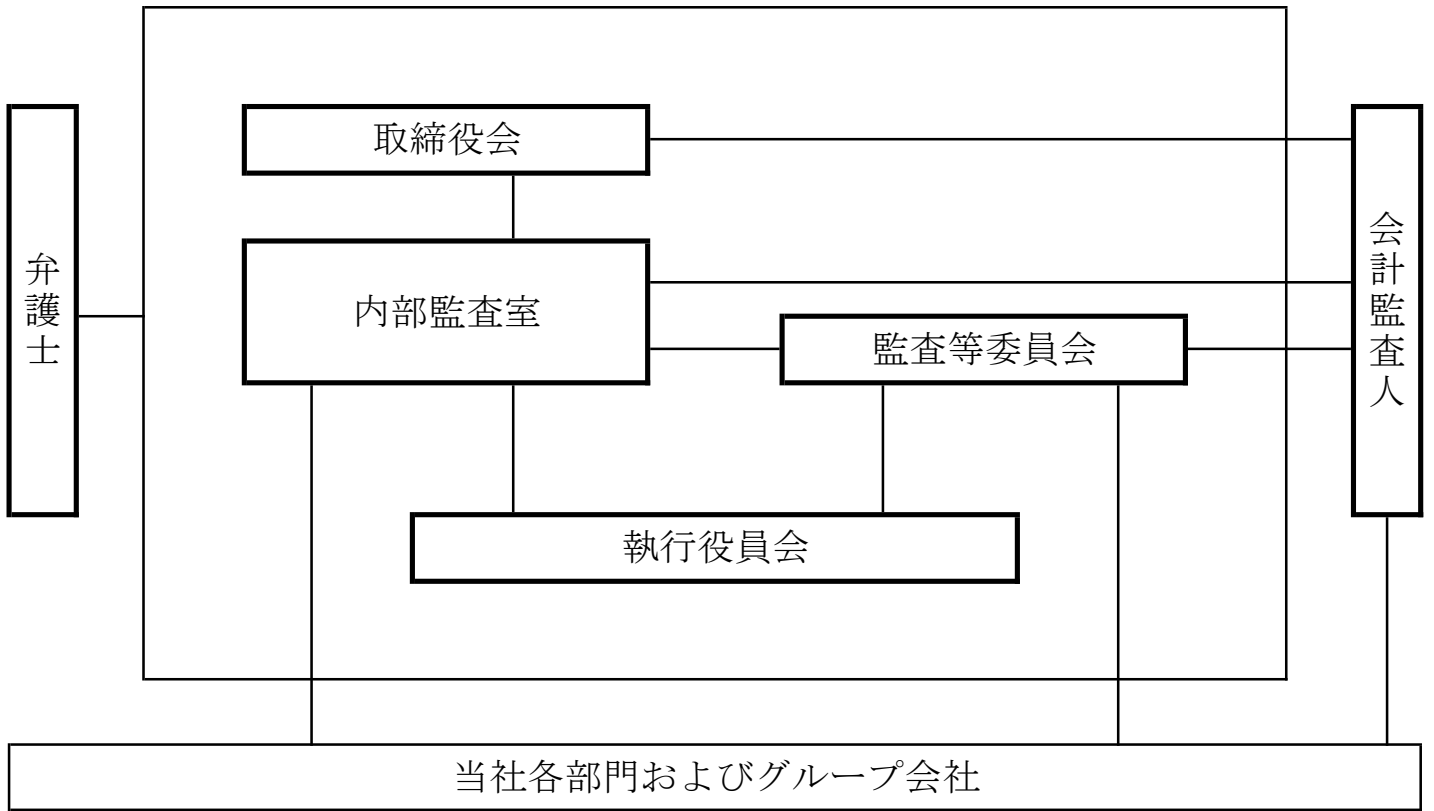 取締役会
弁護士
会計監査人
内部監査室
監査等委員会
執行役員会
当社各部門およびグループ会社